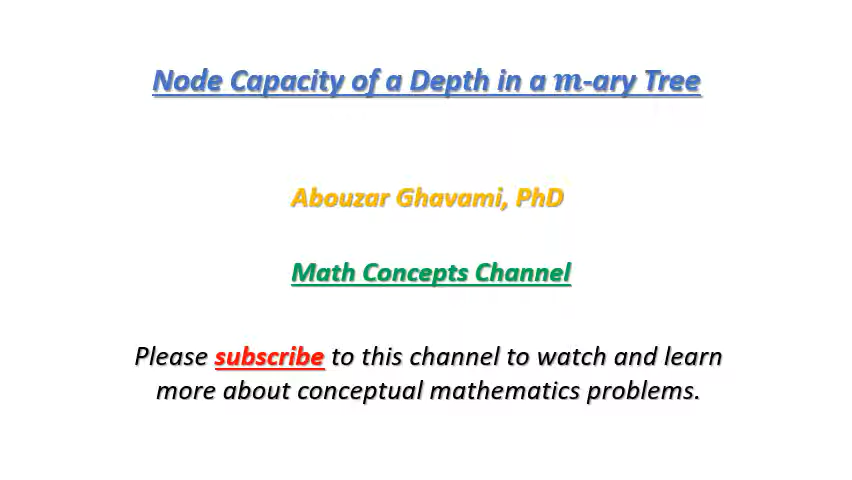 Node Capacity of a Depth in a m-ary Tree
Abouzar Ghavami, PhD
Math Concepts Channel
Please subscribe to this channel to watch and learn
more about conceptual mathematics problems.